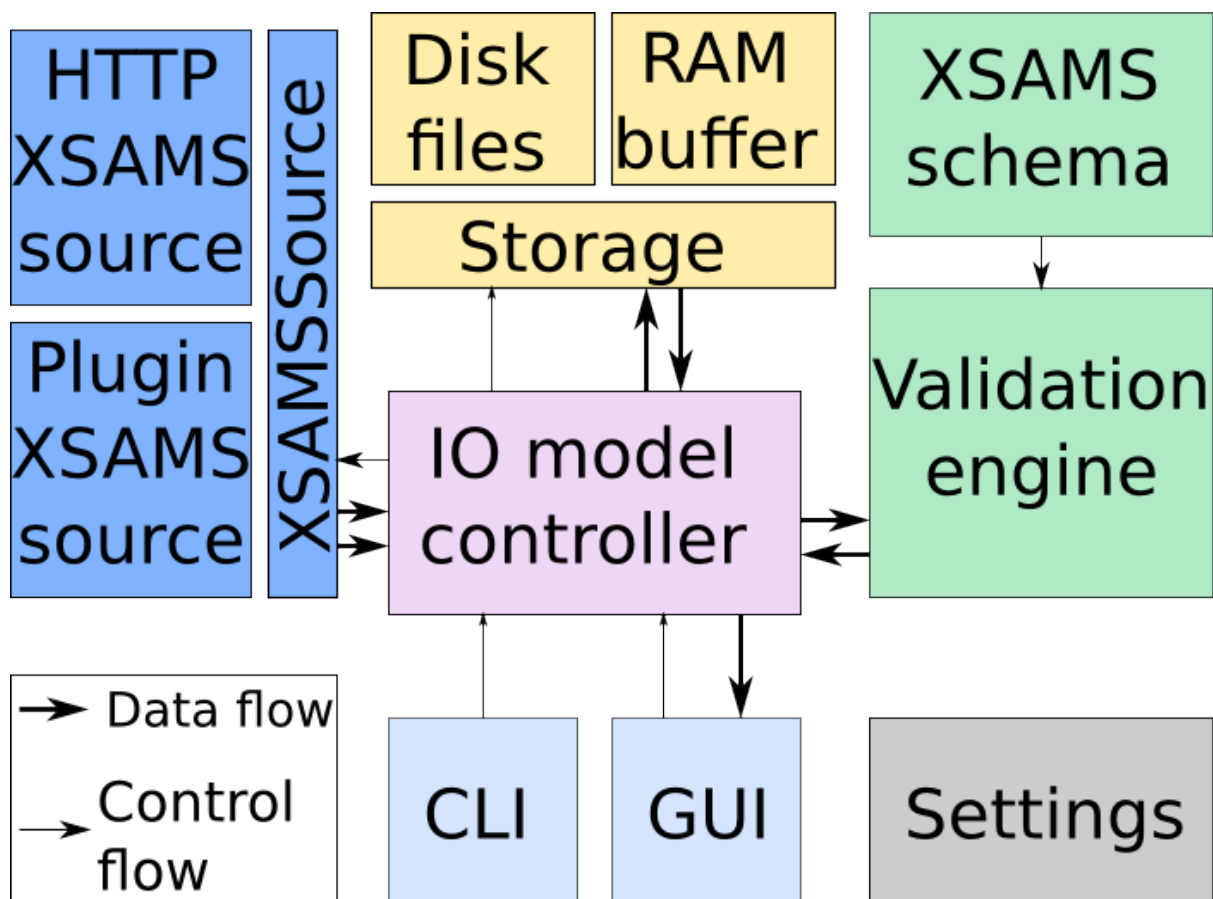 HTTP
XSAMS
source
Plugin
XSAMS
source
XSAMSSource
Disk
files
RAM
buffer
Storage
XSAMS
schema
Validation
engine
IO model
controller
Data flow
Control
flow
CLI
GUI
Settings